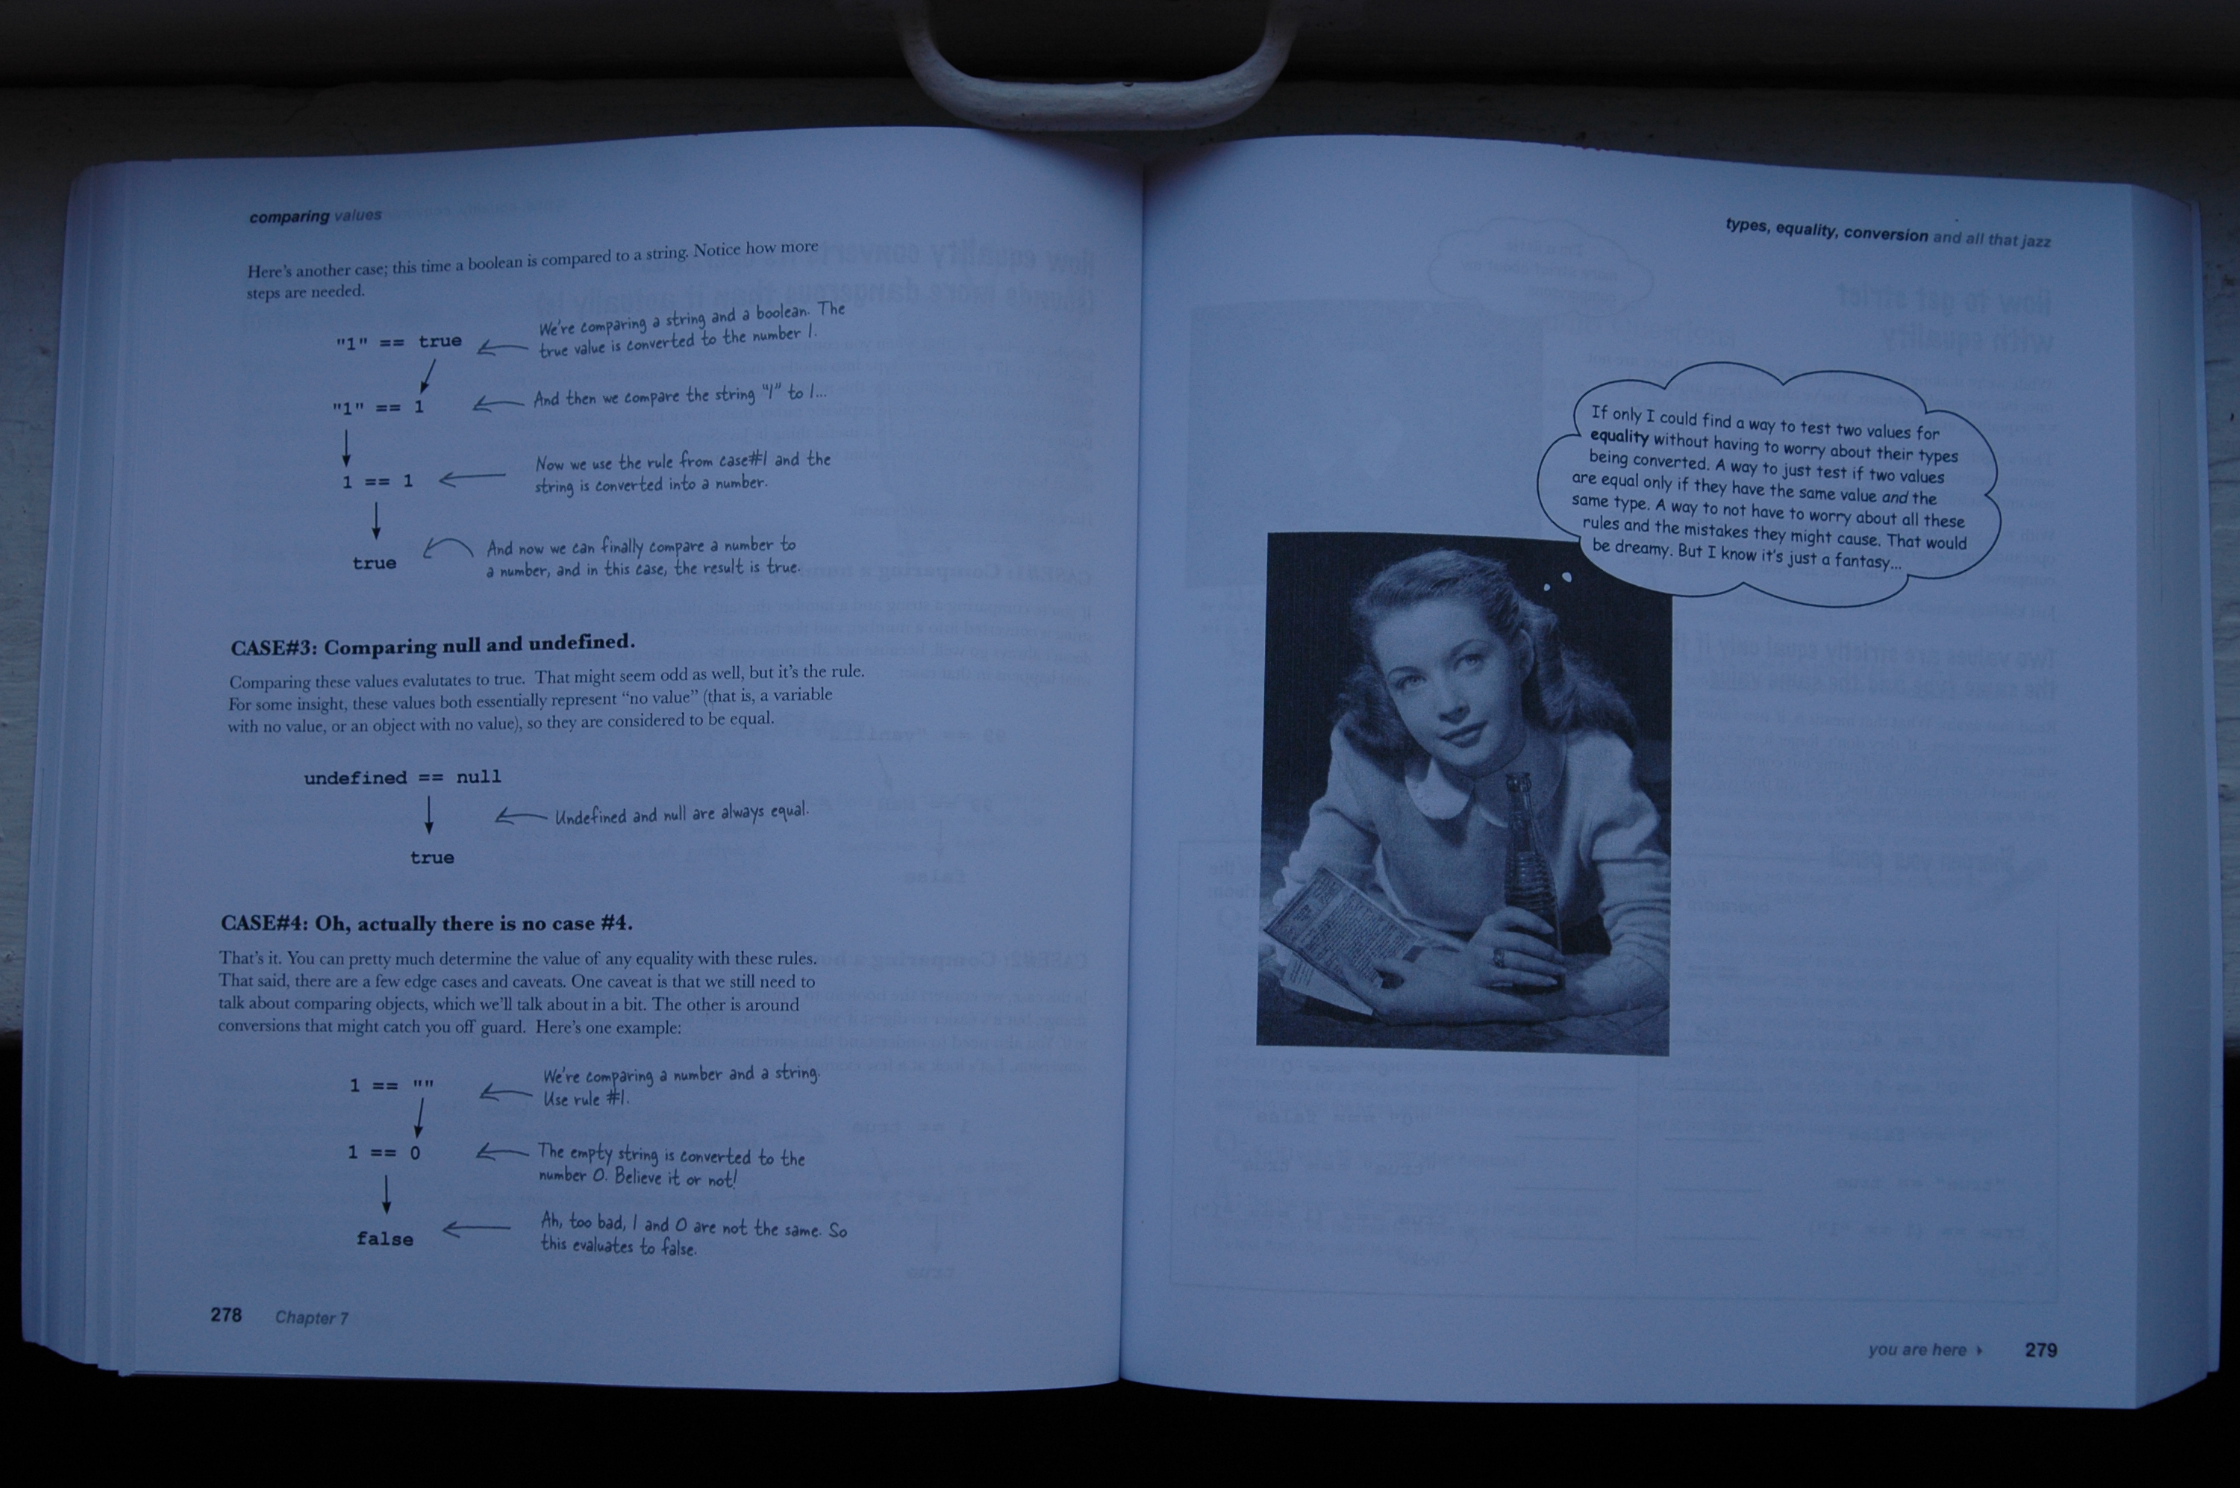 comparing values
Here's another case; this time a boolean is compared to a string. Notice how more
steps are needed.
"1" == true
We're comparing a string and a boolean. The
true value is converted to the number 1.
"1" == 1
And then we compare the string "1" to 1...
1 == 1
Now we use the rule from case#1 and the
string is converted into a number.
true
And now we can finally compare a number to
a number, and in this case, the result is true.
CASE#3: Comparing null and undefined.
Comparing these values evalutates to true. That might seem odd as well, but it's the rule.
For some insight, these values both essentially represent "no value" (that is, a variable
with no value, or an object with no value), so they are considered to be equal.
undefined == null
Undefined and null are always equal.
true
CASE#4: Oh, actually there is no case #4.
That's it. You can pretty much determine the value of any equality with these rules.
That said, there are a few edge cases and caveats. One caveat is that we still need to
talk about comparing objects, which we'll talk about in a bit. The other is around
conversions that might catch you off guard. Here's one example:
1 == ""
We're comparing a number and a string.
Use rule #1.
1 == 0
The empty string is converted to the
number 0. Believe it or not!
false
Ah, too bad, 1 and 0 are not the same. So
this evaluates to false.
278 Chapter 7
types, equality, conversion and all that jazz
If only I could find a way to test two values for
equality without having to worry about their types
being converted. A way to just test if two values
are equal only if they have the same value and the
same type. A way to not have to worry about all these
rules and the mistakes they might cause. That would
be dreamy. But I know it's just a fantasy...
you are here 279